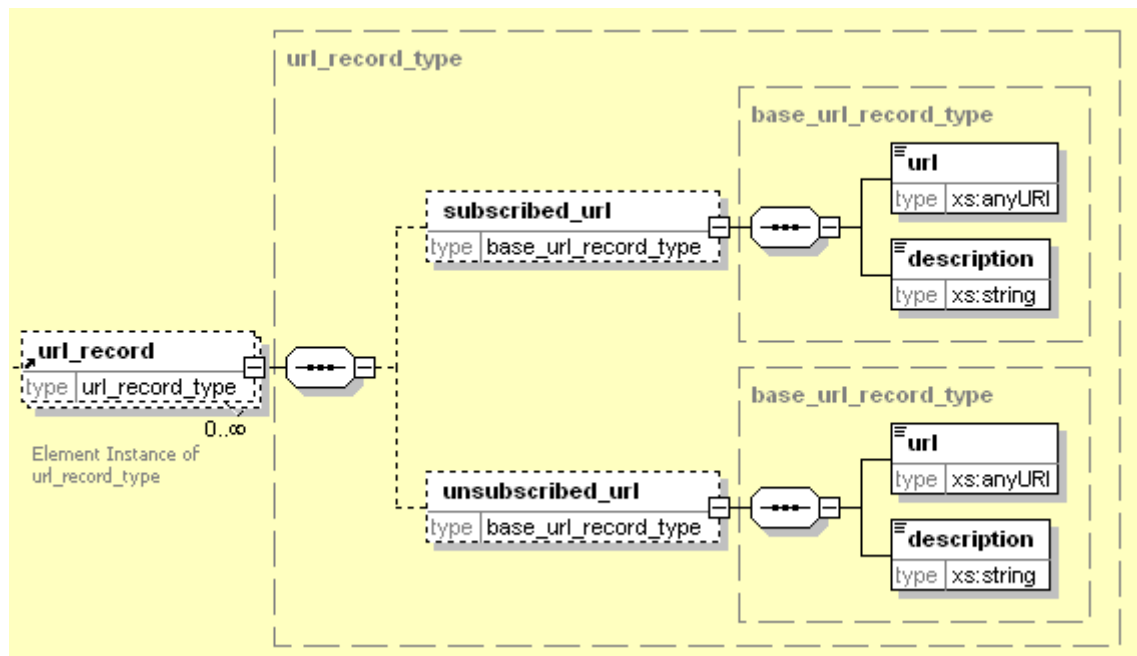 url_record_type
base_url_record_type
url
type xs:anyURI
subscribed_url
type base_url_record_type
description
type xs:string
url_record
type url_record_type
0..∞
Element Instance of
url_record_type
base_url_record_type
url
type xs:anyURI
unsubscribed_url
type base_url_record_type
description
type xs:string